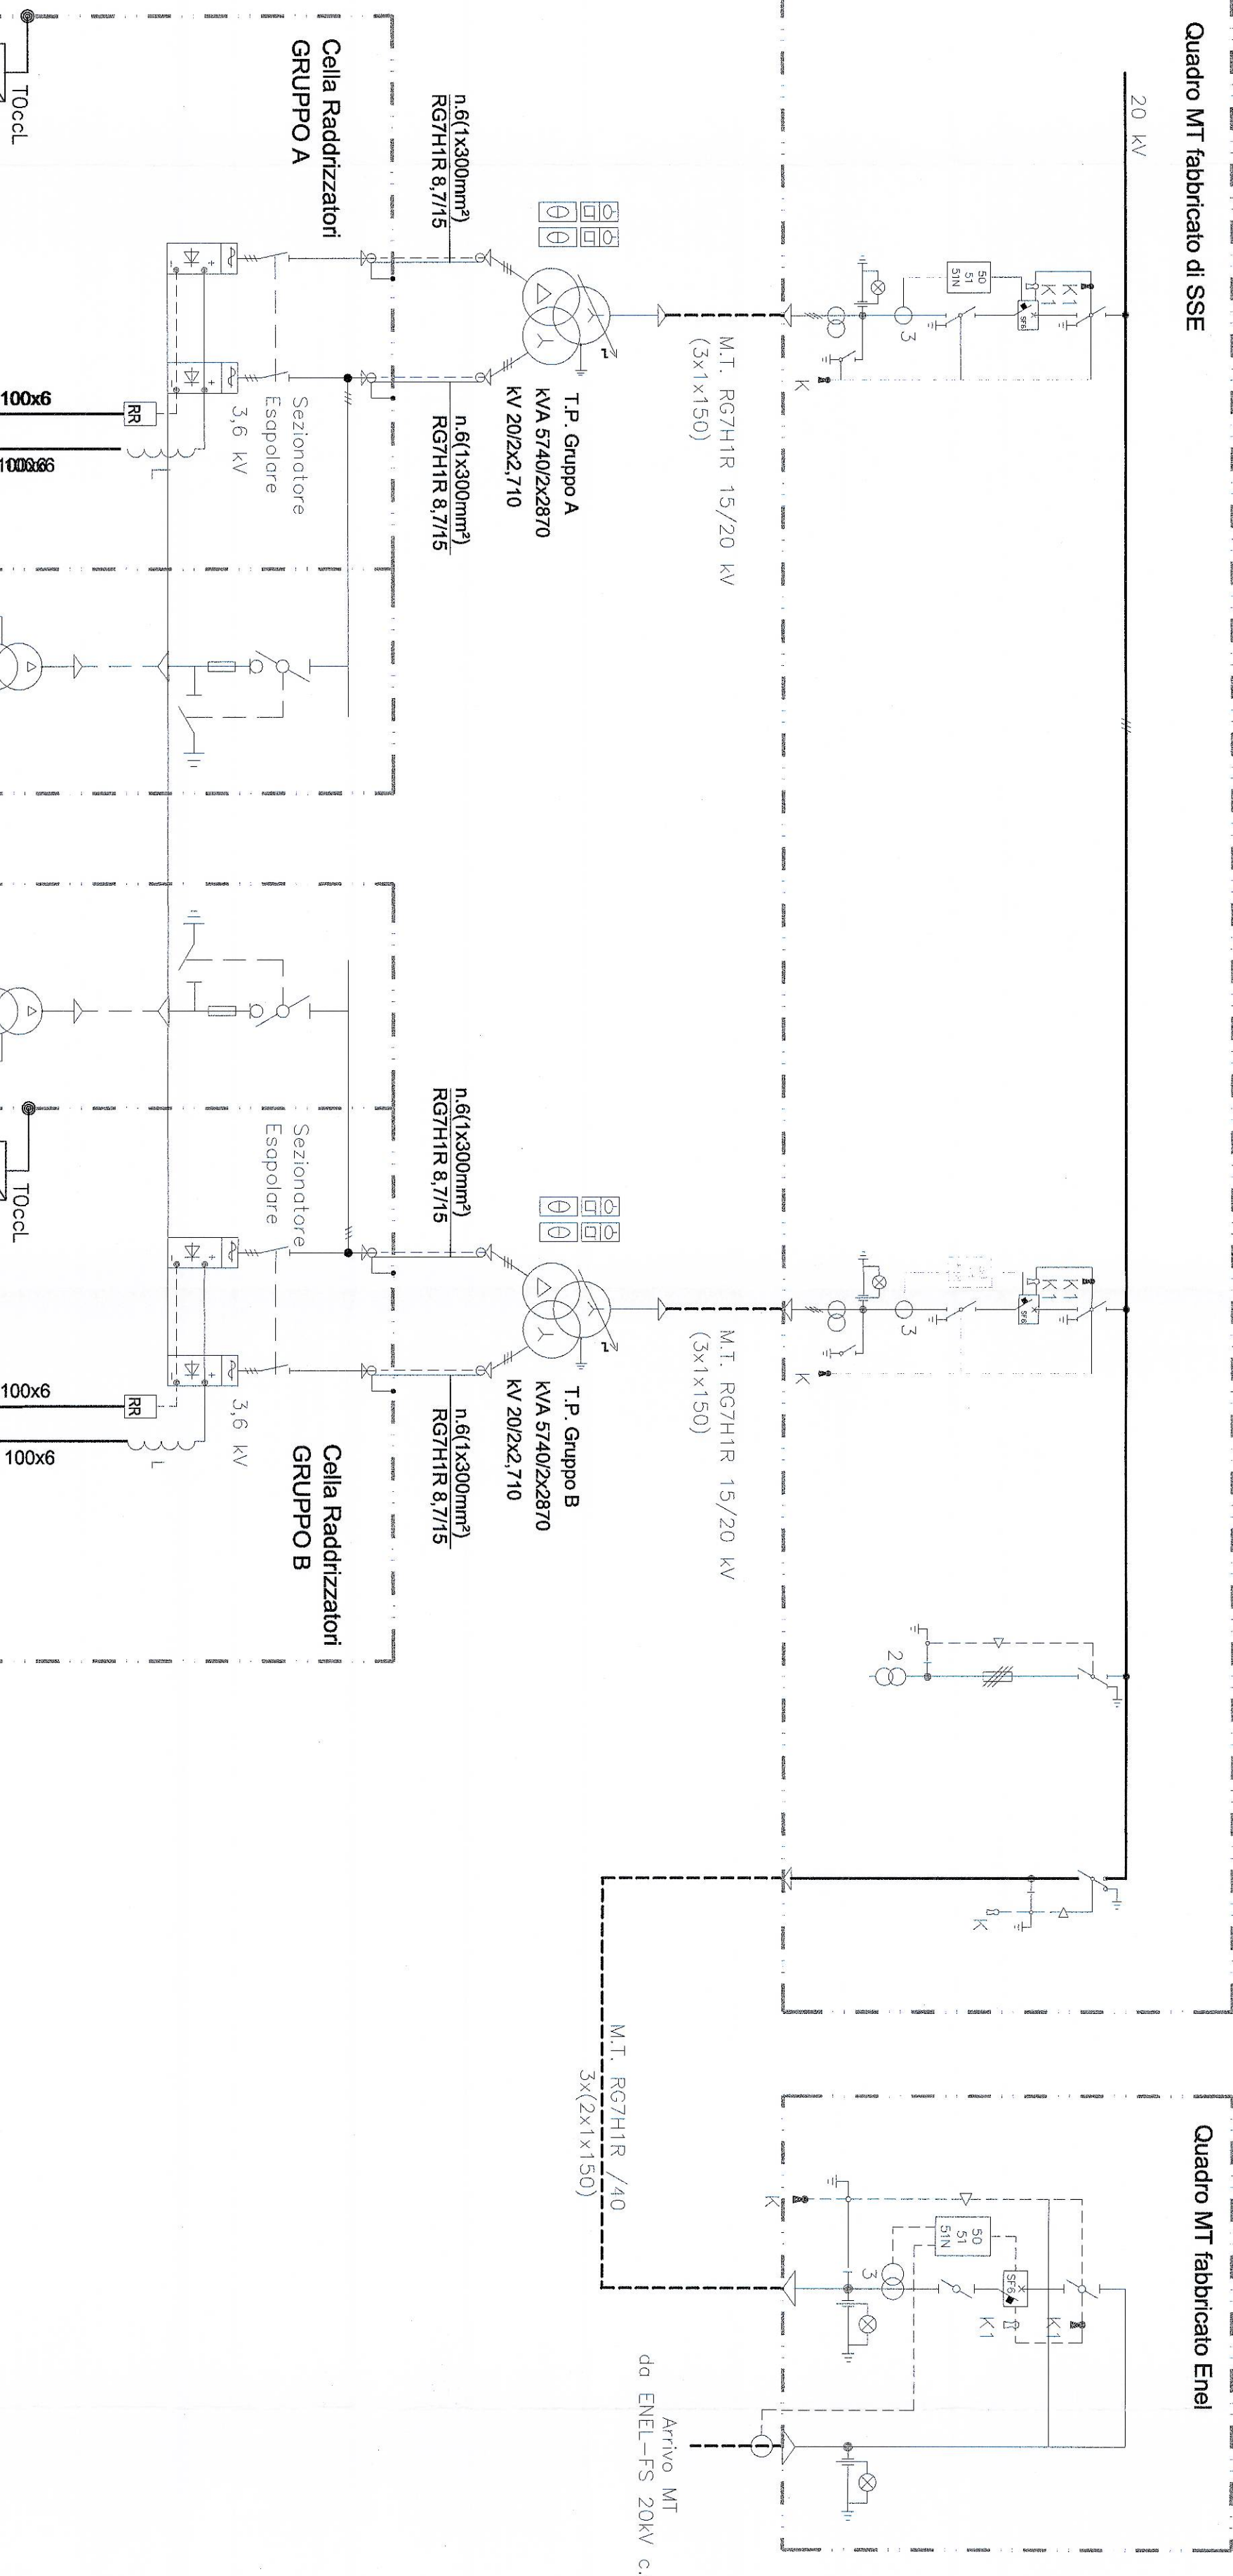 Quadro MT fabbricato di SSE
20 kV
K1
K1
SF6
50
51
51N
3
K
M.T. RG7H1R 15/20 kV
(3x1x150)
T.P. Gruppo A
kVA 5740/2x2870
kV 20/2x2,710
n.6(1x300mm²)
RG7H1R 8,7/15
n.6(1x300mm²)
RG7H1R 8,7/15
Cella Raddrizzatori
GRUPPO A
Sezionatore
Esapolare
3,6 kV
RR
L
100x6
TOccL
K1
K1
SF6
3
K
M.T. RG7H1R 15/20 kV
(3x1x150)
T.P. Gruppo B
kVA 5740/2x2870
kV 20/2x2,710
n.6(1x300mm²)
RG7H1R 8,7/15
n.6(1x300mm²)
RG7H1R 8,7/15
Sezionatore
Esapolare
Cella Raddrizzatori
GRUPPO B
3,6 kV
RR
L
100x6
100x6
TOccL
2
K
M.T. RG7H1R /40
3x(2x1x150)
Quadro MT fabbricato Enel
K
50
51
51N
SF6
K1
K1
3
Arrivo MT
da ENEL-FS 20kV c.